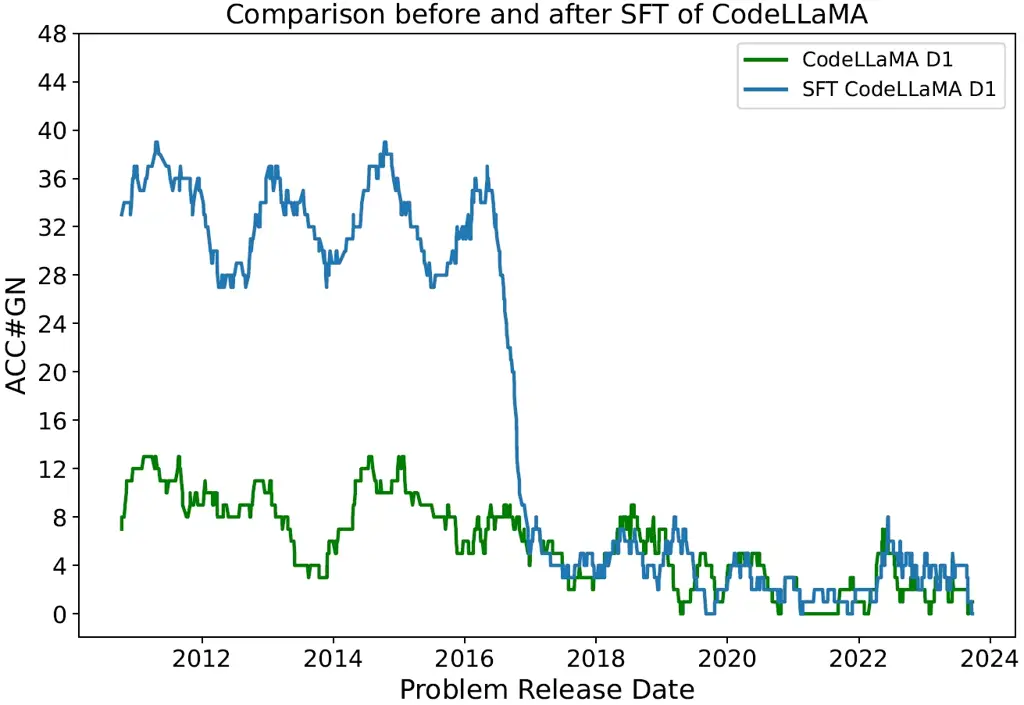 Comparison before and after SFT of CodeLLaMA
CodeLLaMA D1
SFT CodeLLaMA D1
ACC#GN
48
44
40
36
32
28
24
20
16
12
8
4
0
2012 2014 2016 2018 2020 2022 2024
Problem Release Date